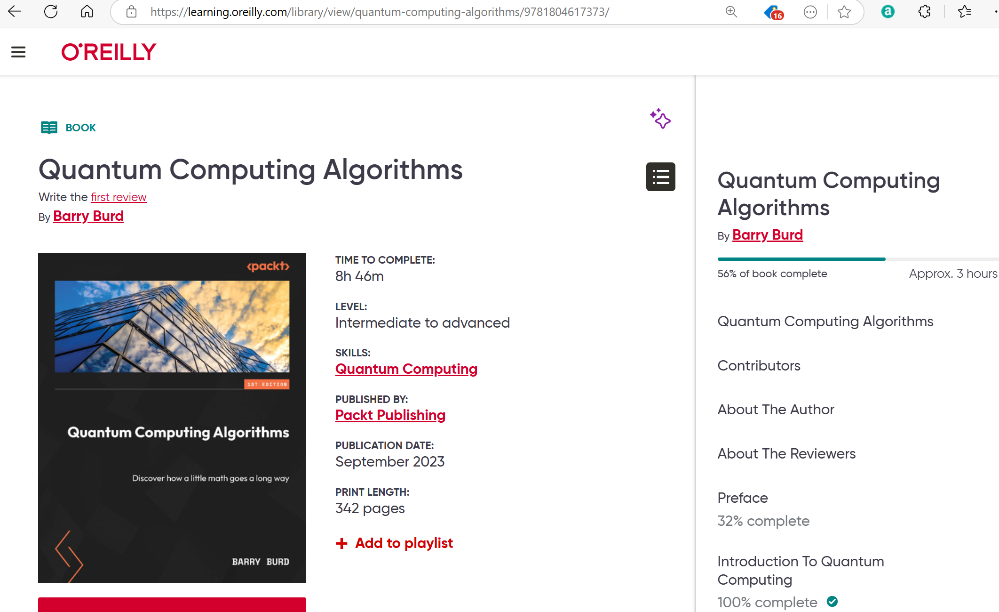 https://learning.oreilly.com/library/view/quantum-computing-algorithms/9781804617373/
16
a
O'REILLY
BOOK
Quantum Computing Algorithms
Write the first review
By Barry Burd
<packt>
1ST EDITION
Quantum Computing Algorithms
Discover how a little math goes a long way
BARRY BURD
TIME TO COMPLETE:
8h 46m
LEVEL:
Intermediate to advanced
SKILLS:
Quantum Computing
PUBLISHED BY:
Packt Publishing
PUBLICATION DATE:
September 2023
PRINT LENGTH:
342 pages
+ Add to playlist
Quantum Computing
Algorithms
By Barry Burd
56% of book complete
Approx. 3 hours
Quantum Computing Algorithms
Contributors
About The Author
About The Reviewers
Preface
32% complete
Introduction To Quantum
Computing
100% complete